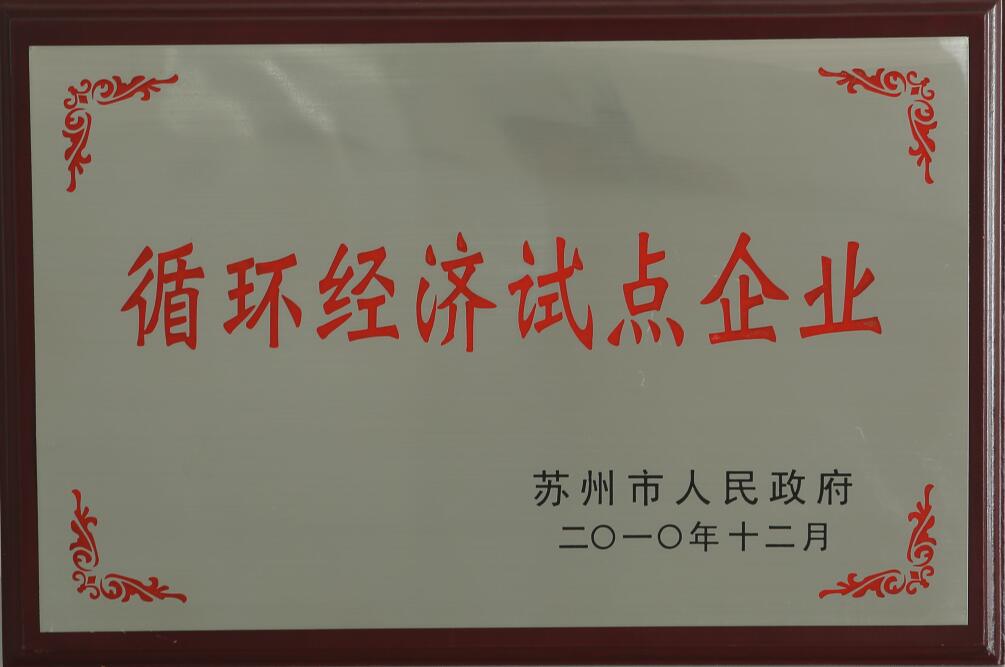 循环经济试点企业
苏州市人民政府
二〇一〇年十二月